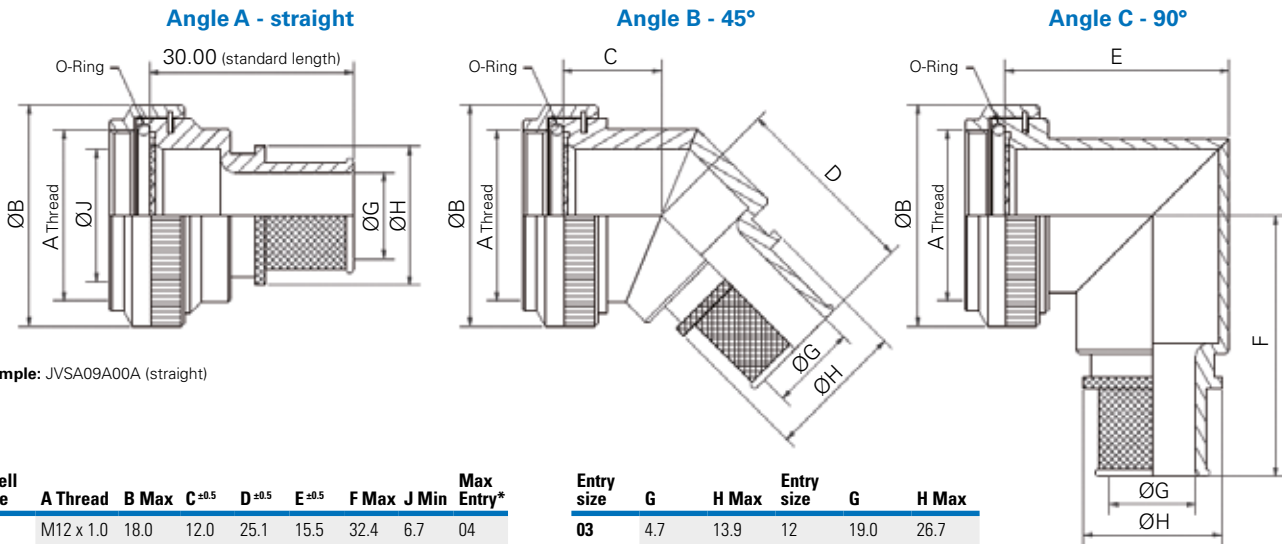 Angle A - straight
30.00 (standard length)
O-Ring
ØB
A Thread
ØJ
ØG
ØH
mple: JVSA09A00A (straight)
Angle B - 45°
O-Ring
C
D
ØB
A Thread
ØG
ØH
Angle C - 90°
O-Ring
E
ØB
A Thread
F
ØG
ØH
ell
e A Thread B Max C ±0.5 D ±0.5 E ±0.5 F Max J Min Max Entry*
M12 x 1.0 18.0 12.0 25.1 15.5 32.4 6.7 04
Entry size G H Max Entry size G H Max
03 4.7 13.9 12 19.0 26.7